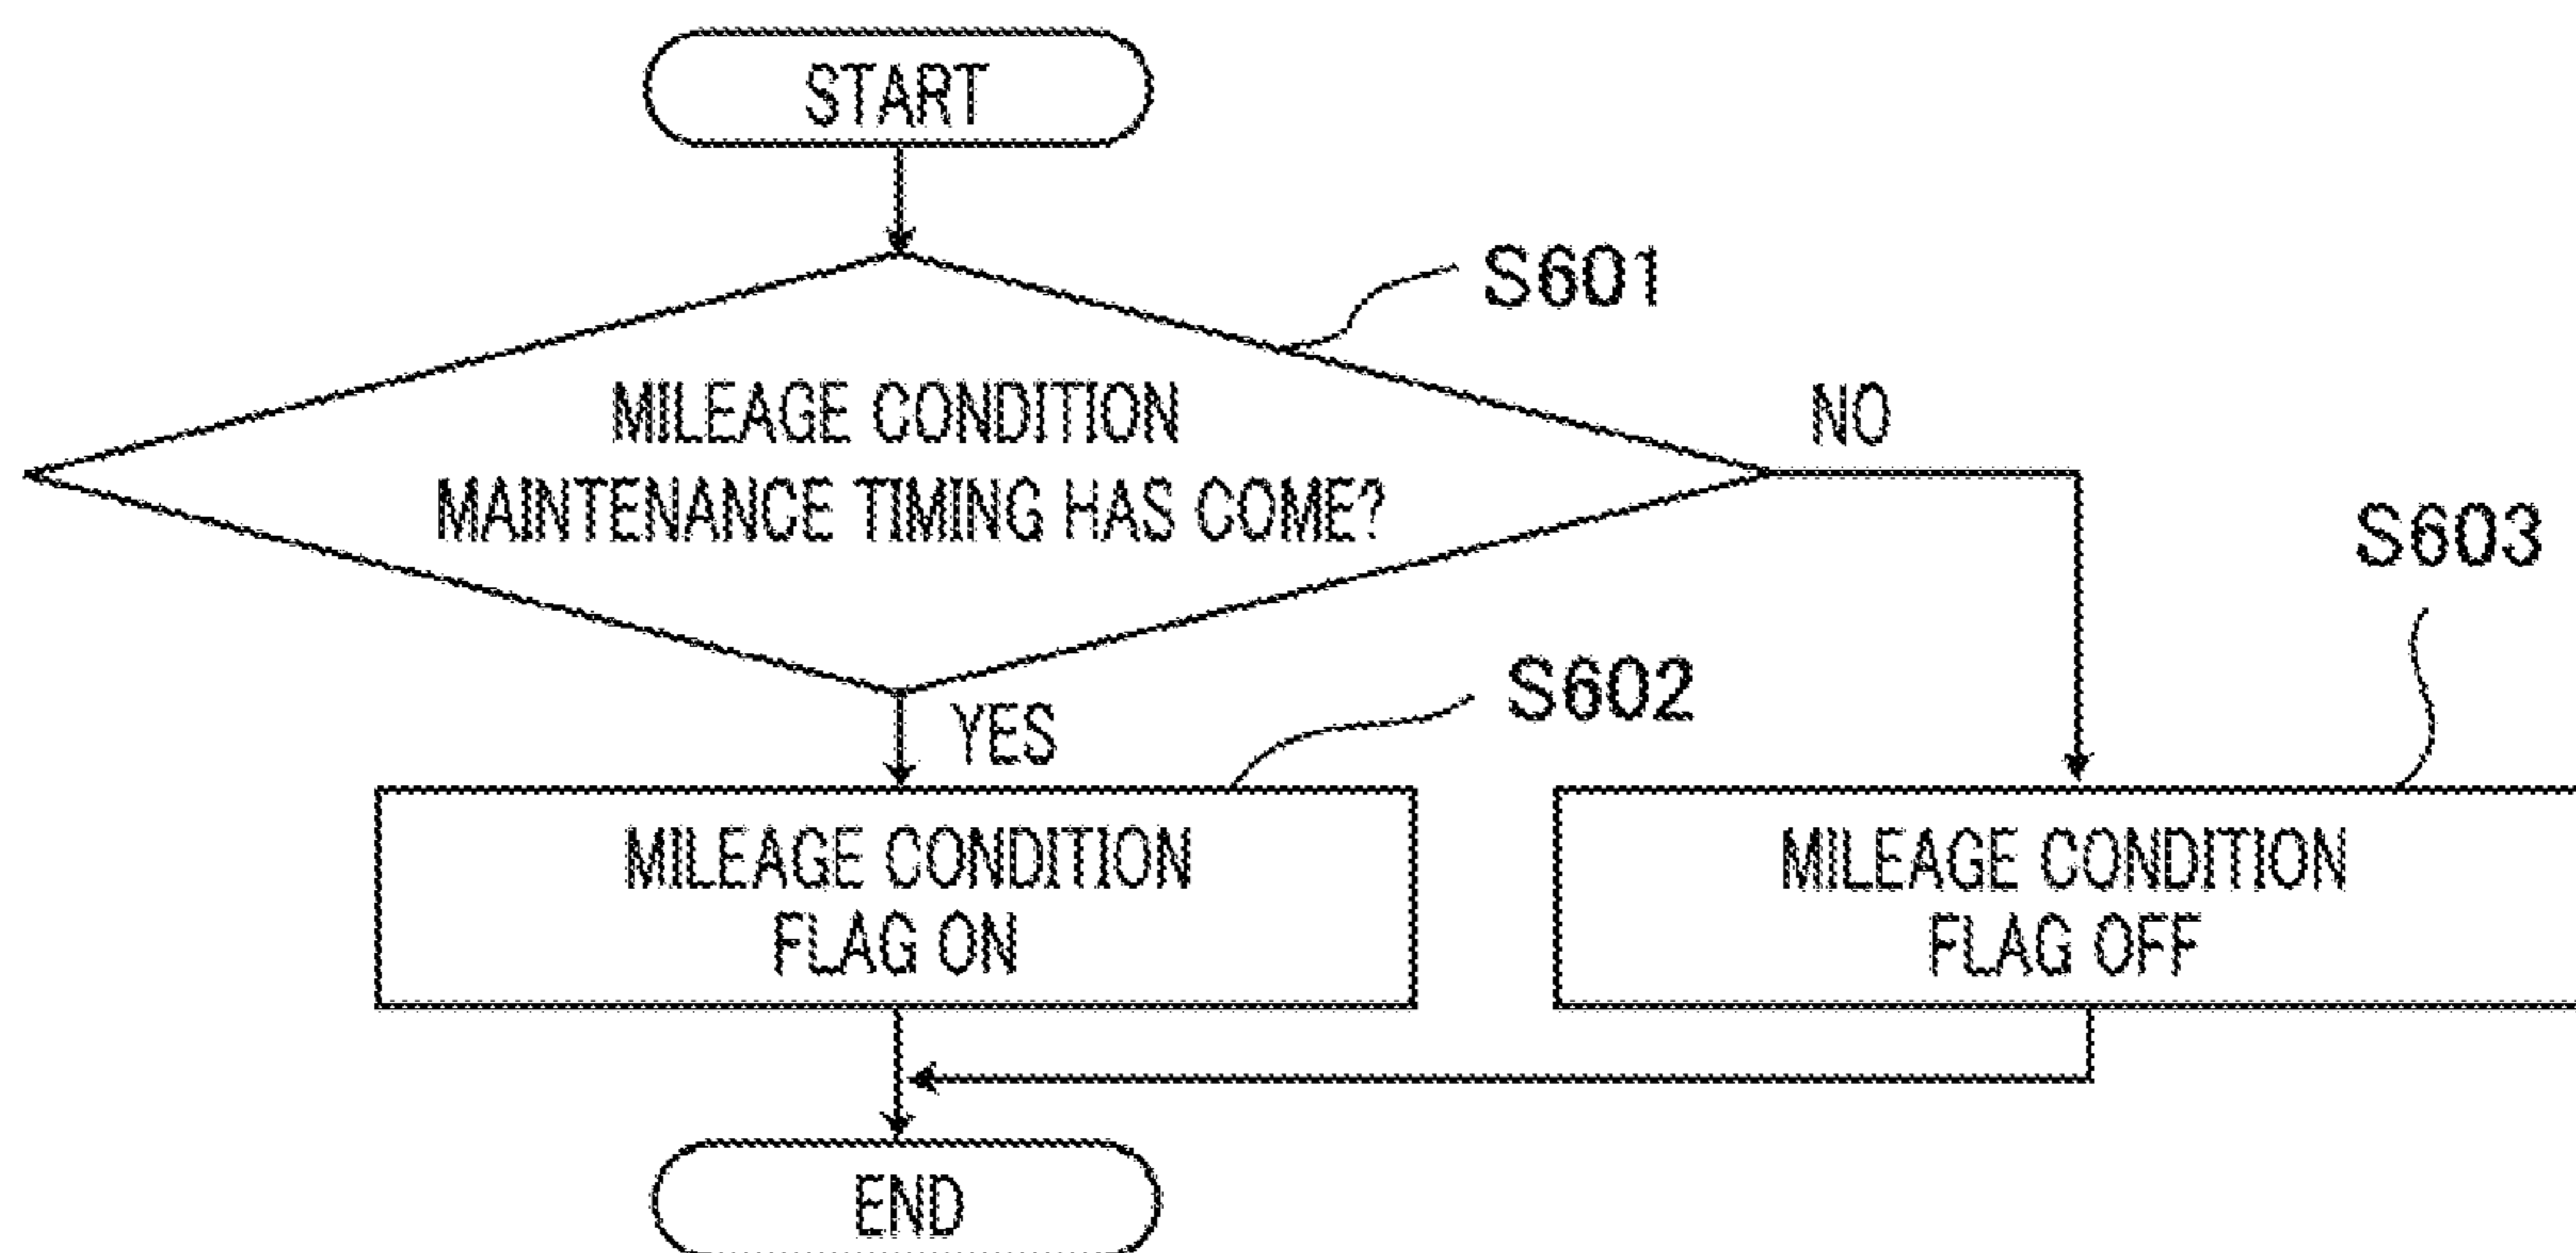 START
S601
MILEAGE CONDITION
MAINTENANCE TIMING HAS COME?
NO
S603
YES
S602
MILEAGE CONDITION
FLAG ON
MILEAGE CONDITION
FLAG OFF
END